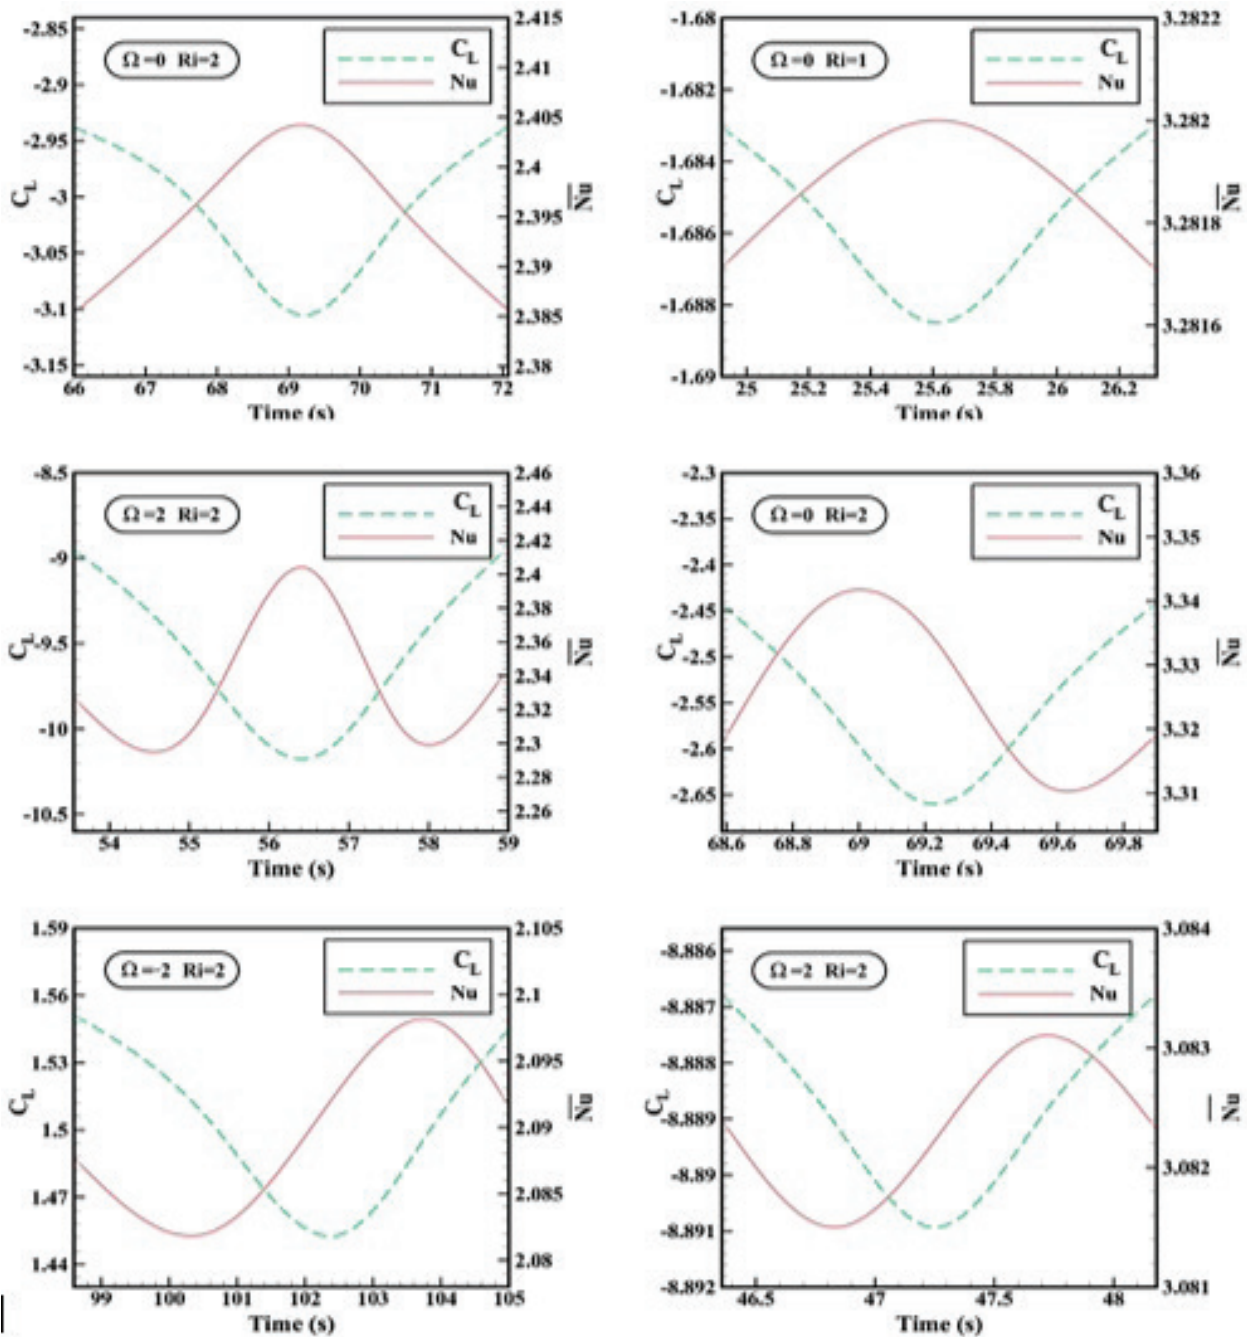 Ω=0 Ri=2
C_L
Nu
-2.85
-2.9
-2.95
-3
-3.05
-3.1
-3.15
C_L
2.415
2.41
2.405
2.4
2.395
2.39
2.385
2.38
Nu
66 67 68 69 70 71 72
Time (s)
Ω=0 Ri=1
C_L
Nu
-1.68
-1.682
-1.684
-1.686
-1.688
-1.69
C_L
3.2822
3.282
3.2818
3.2816
Nu
25 25.2 25.4 25.6 25.8 26 26.2
Time (s)
Ω=2 Ri=2
C_L
Nu
-8.5
-9
-9.5
-10
-10.5
C_L
2.46
2.44
2.42
2.4
2.38
2.36
2.34
2.32
2.3
2.28
2.26
Nu
54 55 56 57 58 59
Time (s)
Ω=0 Ri=2
C_L
Nu
-2.3
-2.35
-2.4
-2.45
-2.5
-2.55
-2.6
-2.65
C_L
3.36
3.35
3.34
3.33
3.32
3.31
Nu
68.6 68.8 69 69.2 69.4 69.6 69.8
Time (s)
Ω=-2 Ri=2
C_L
Nu
1.59
1.56
1.53
1.5
1.47
1.44
C_L
2.105
2.1
2.095
2.09
2.085
2.08
Nu
99 100 101 102 103 104 105
Time (s)
Ω=2 Ri=2
C_L
Nu
-8.886
-8.887
-8.888
-8.889
-8.89
-8.891
-8.892
C_L
3.084
3.083
3.082
3.081
Nu
46.5 47 47.5 48
Time (s)